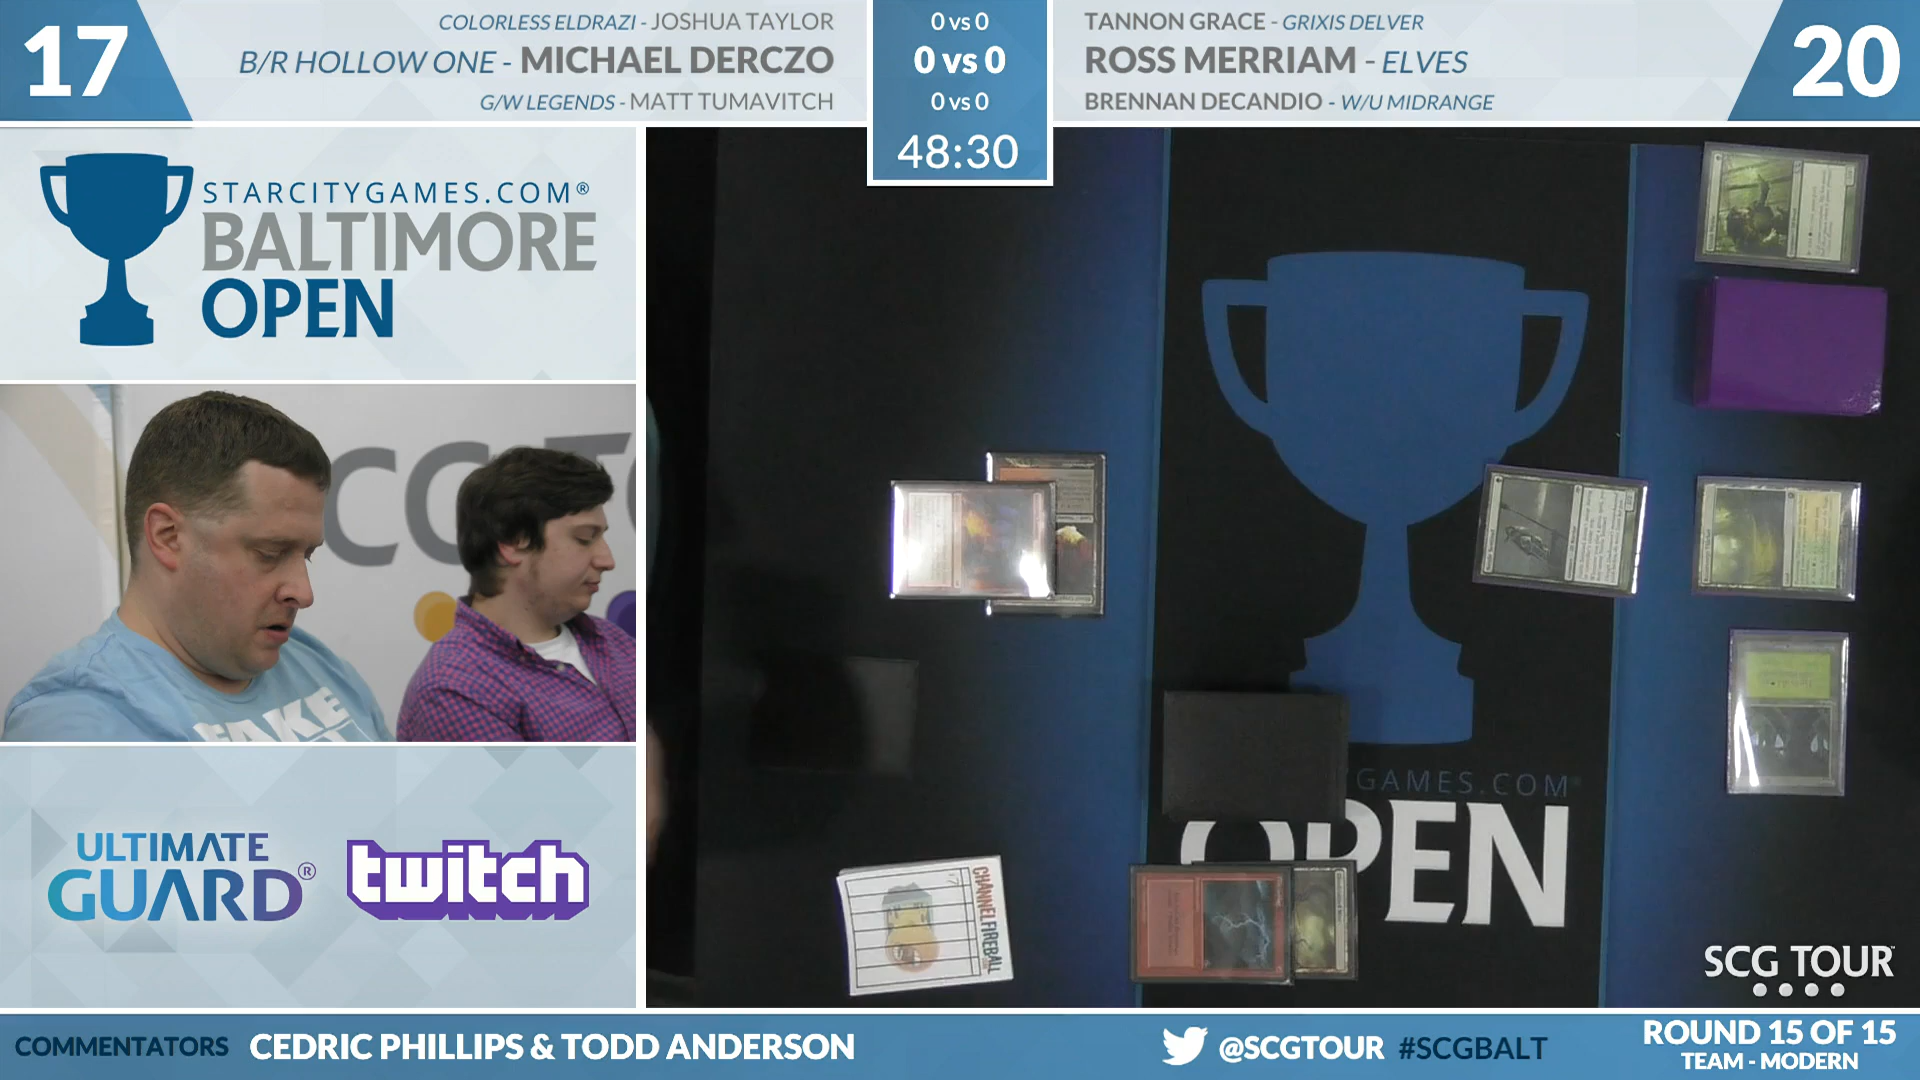 17
COLORLESS ELDRAZI - JOSHUA TAYLOR
B/R HOLLOW ONE - MICHAEL DERCZO
G/W LEGENDS - MATT TUMAVITCH
0 vs 0
0 vs 0
0 vs 0
48:30
TANNON GRACE - GRIXIS DELVER
ROSS MERRIAM - ELVES
BRENNAN DECANDIO - W/U MIDRANGE
20
STARCITYGAMES.COM®
BALTIMORE
OPEN
ULTIMATE
GUARD®
twitch
CHANNELFIREBALL
GAMES.COM
OPEN
SCG TOUR
COMMENTATORS CEDRIC PHILLIPS & TODD ANDERSON
@SCGTOUR #SCGBALT
ROUND 15 OF 15
TEAM - MODERN